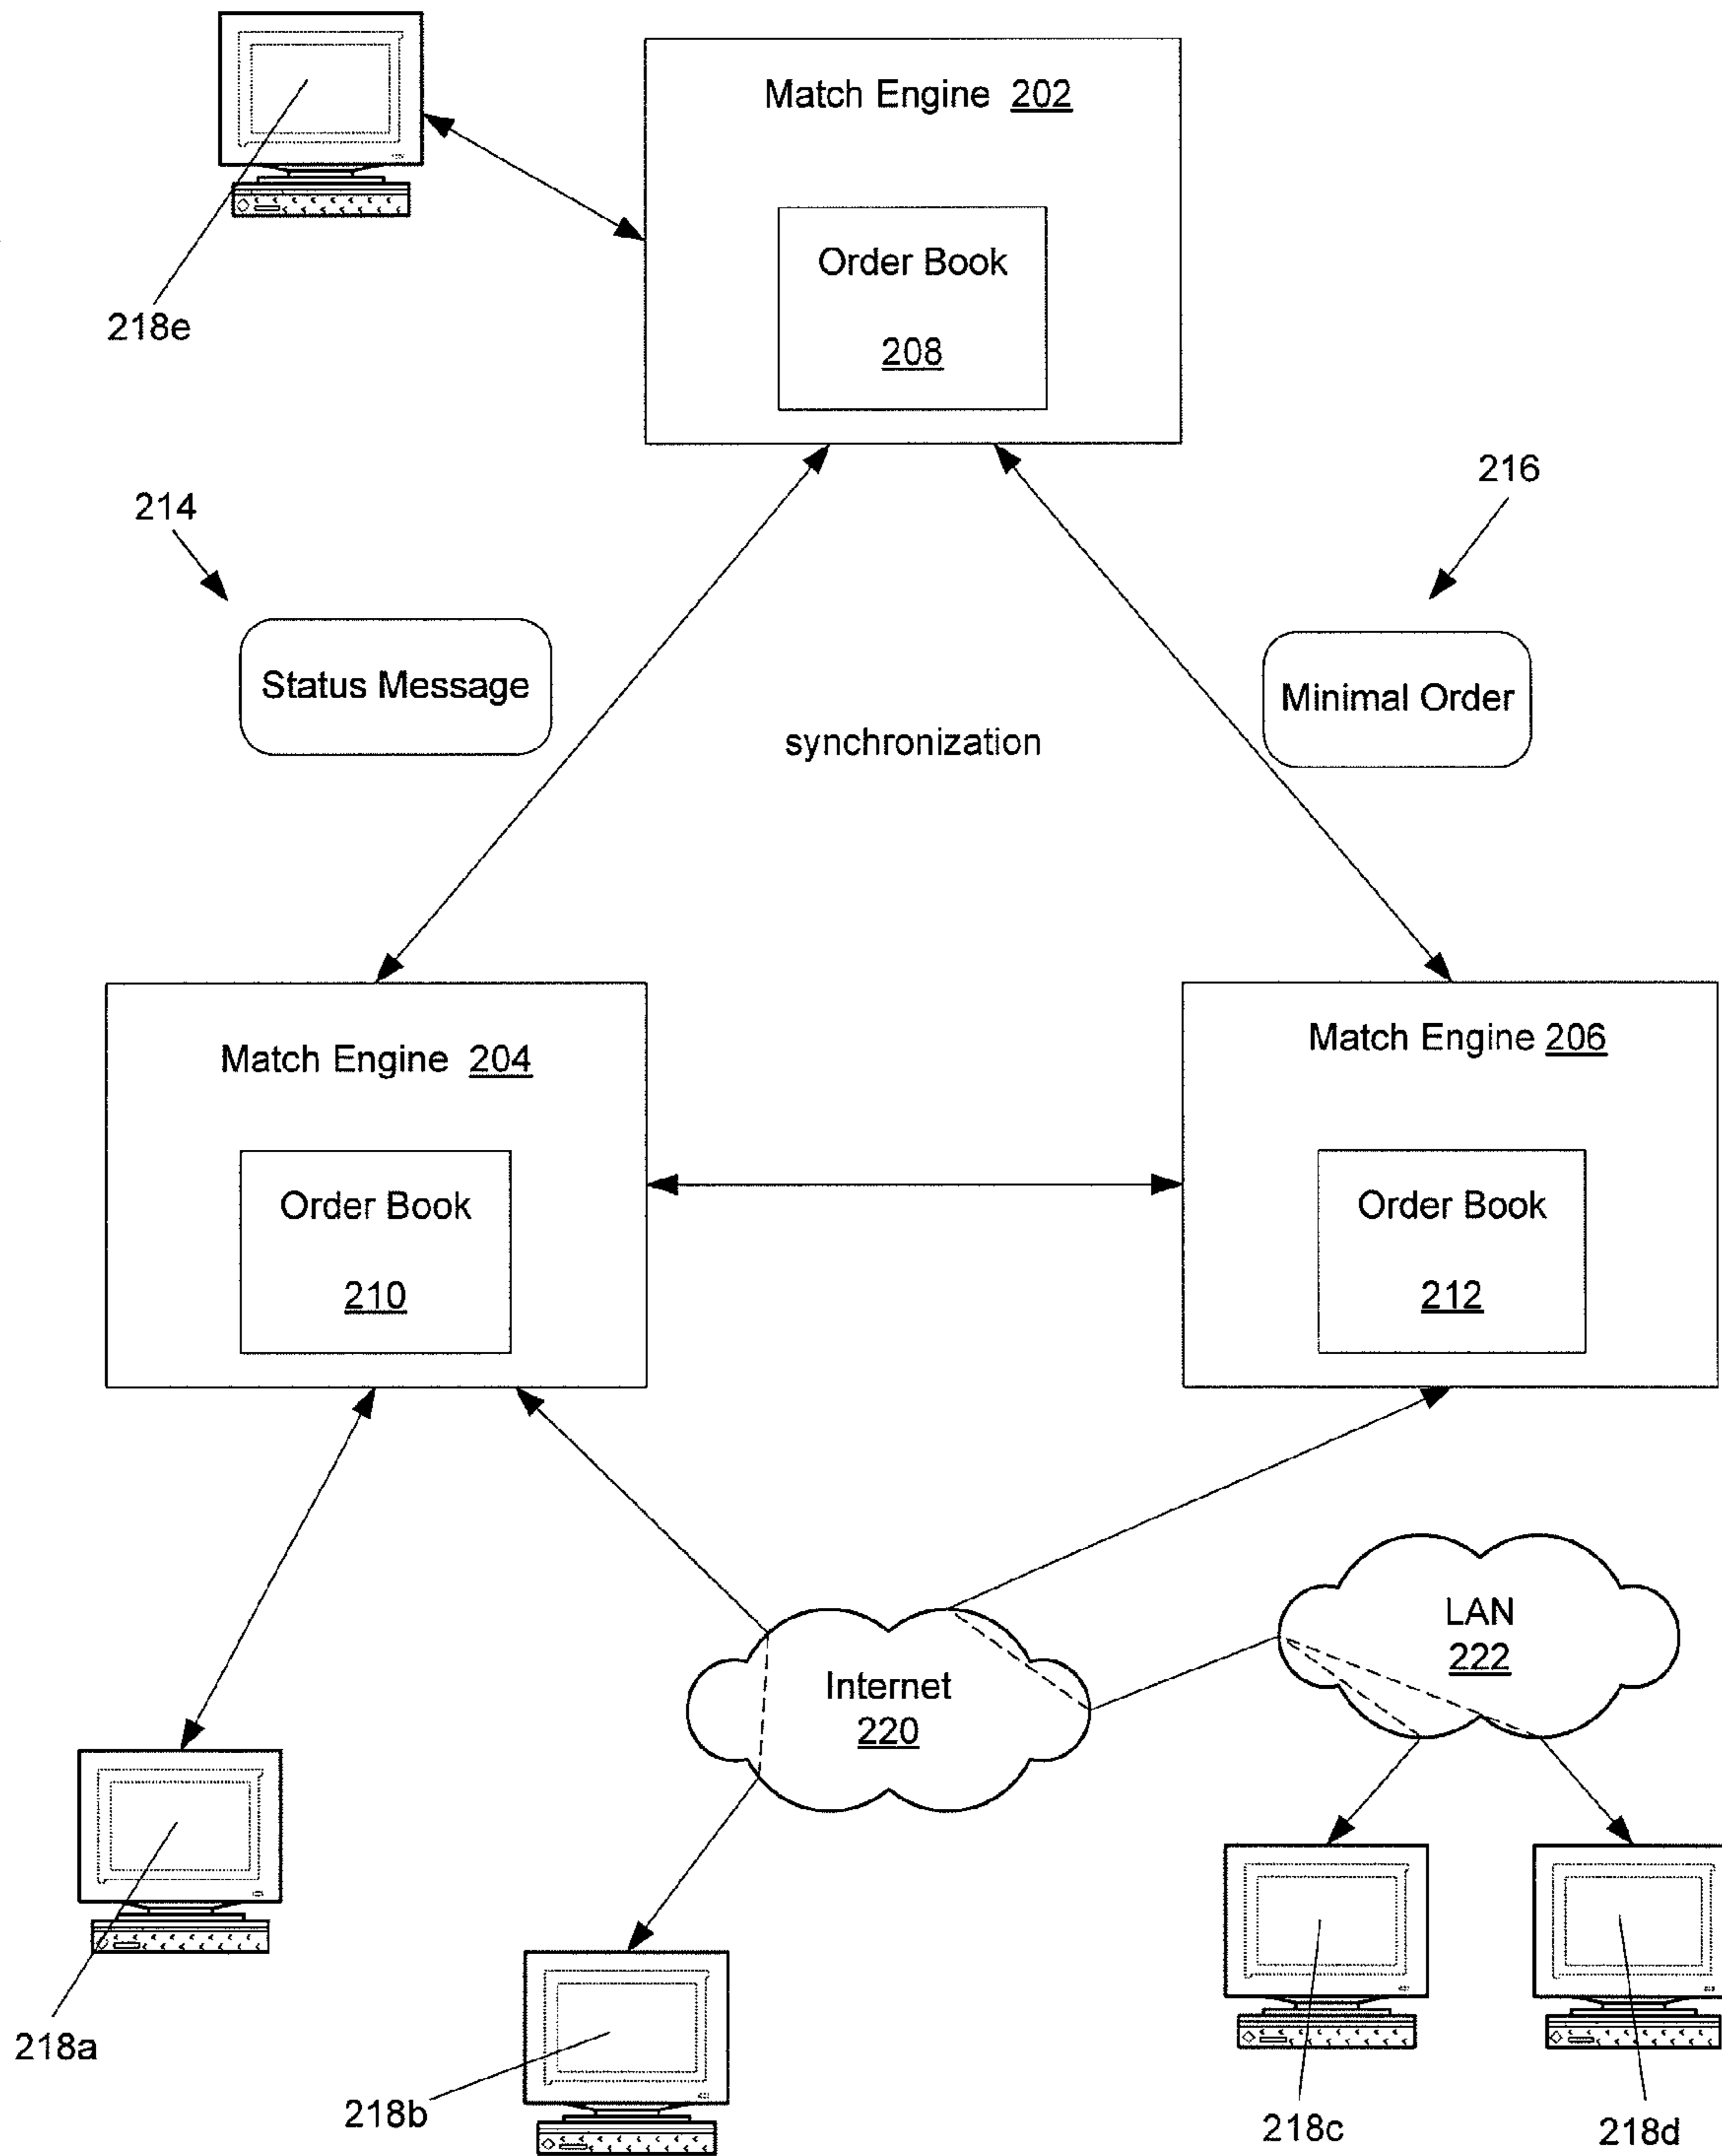 Match Engine 202
Order Book
208
218e
216
214
Status Message
Minimal Order
synchronization
Match Engine 204
Match Engine 206
Order Book
210
Order Book
212
LAN
222
Internet
220
218a
218b
218c
218d